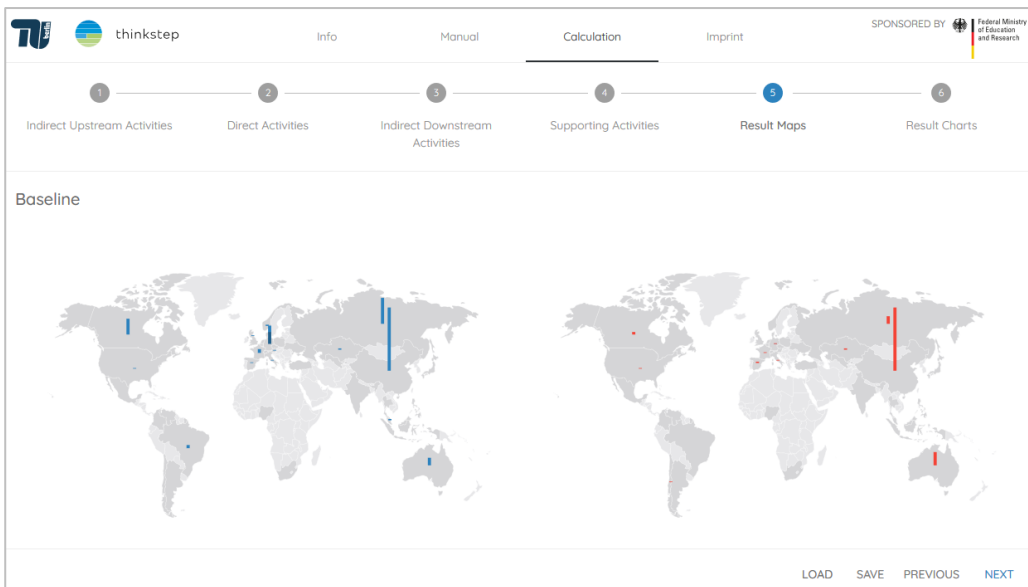 TU berlin
thinkstep
Info
Manual
Calculation
Imprint
SPONSORED BY
Federal Ministry
of Education
and Research
1
2
3
4
5
6
Indirect Upstream Activities
Direct Activities
Indirect Downstream
Activities
Supporting Activities
Result Maps
Result Charts
Baseline
LOAD
SAVE
PREVIOUS
NEXT